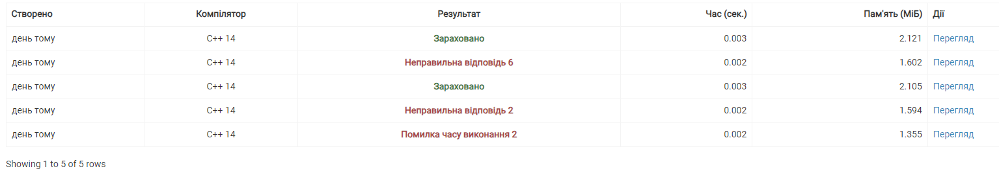 Створено Компілятор Результат Час (сек.) Пам'ять (МіБ) Дії
день тому C++ 14 Зараховано 0.003 2.121 Перегляд
день тому C++ 14 Неправильна відповідь 6 0.002 1.602 Перегляд
день тому C++ 14 Зараховано 0.003 2.105 Перегляд
день тому C++ 14 Неправильна відповідь 2 0.002 1.594 Перегляд
день тому C++ 14 Помилка часу виконання 2 0.002 1.355 Перегляд
Showing 1 to 5 of 5 rows